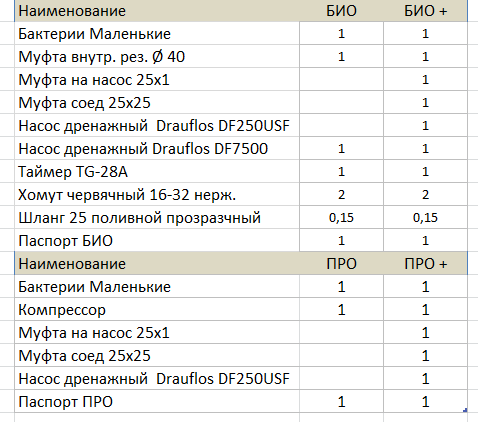 Наименование БИО БИО +
Бактерии Маленькие 1 1
Муфта внутр. рез. Ø 40 1 1
Муфта на насос 25х1 1
Муфта соед 25х25 1
Насос дренажный Drauflos DF250USF 1
Насос дренажный Drauflos DF7500 1 1
Таймер TG-28A 1 1
Хомут червячный 16-32 нерж. 2 2
Шланг 25 поливной прозразчный 0,15 0,15
Паспорт БИО 1 1
Наименование ПРО ПРО +
Бактерии Маленькие 1 1
Компрессор 1 1
Муфта на насос 25х1 1
Муфта соед 25х25 1
Насос дренажный Drauflos DF250USF 1
Паспорт ПРО 1 1